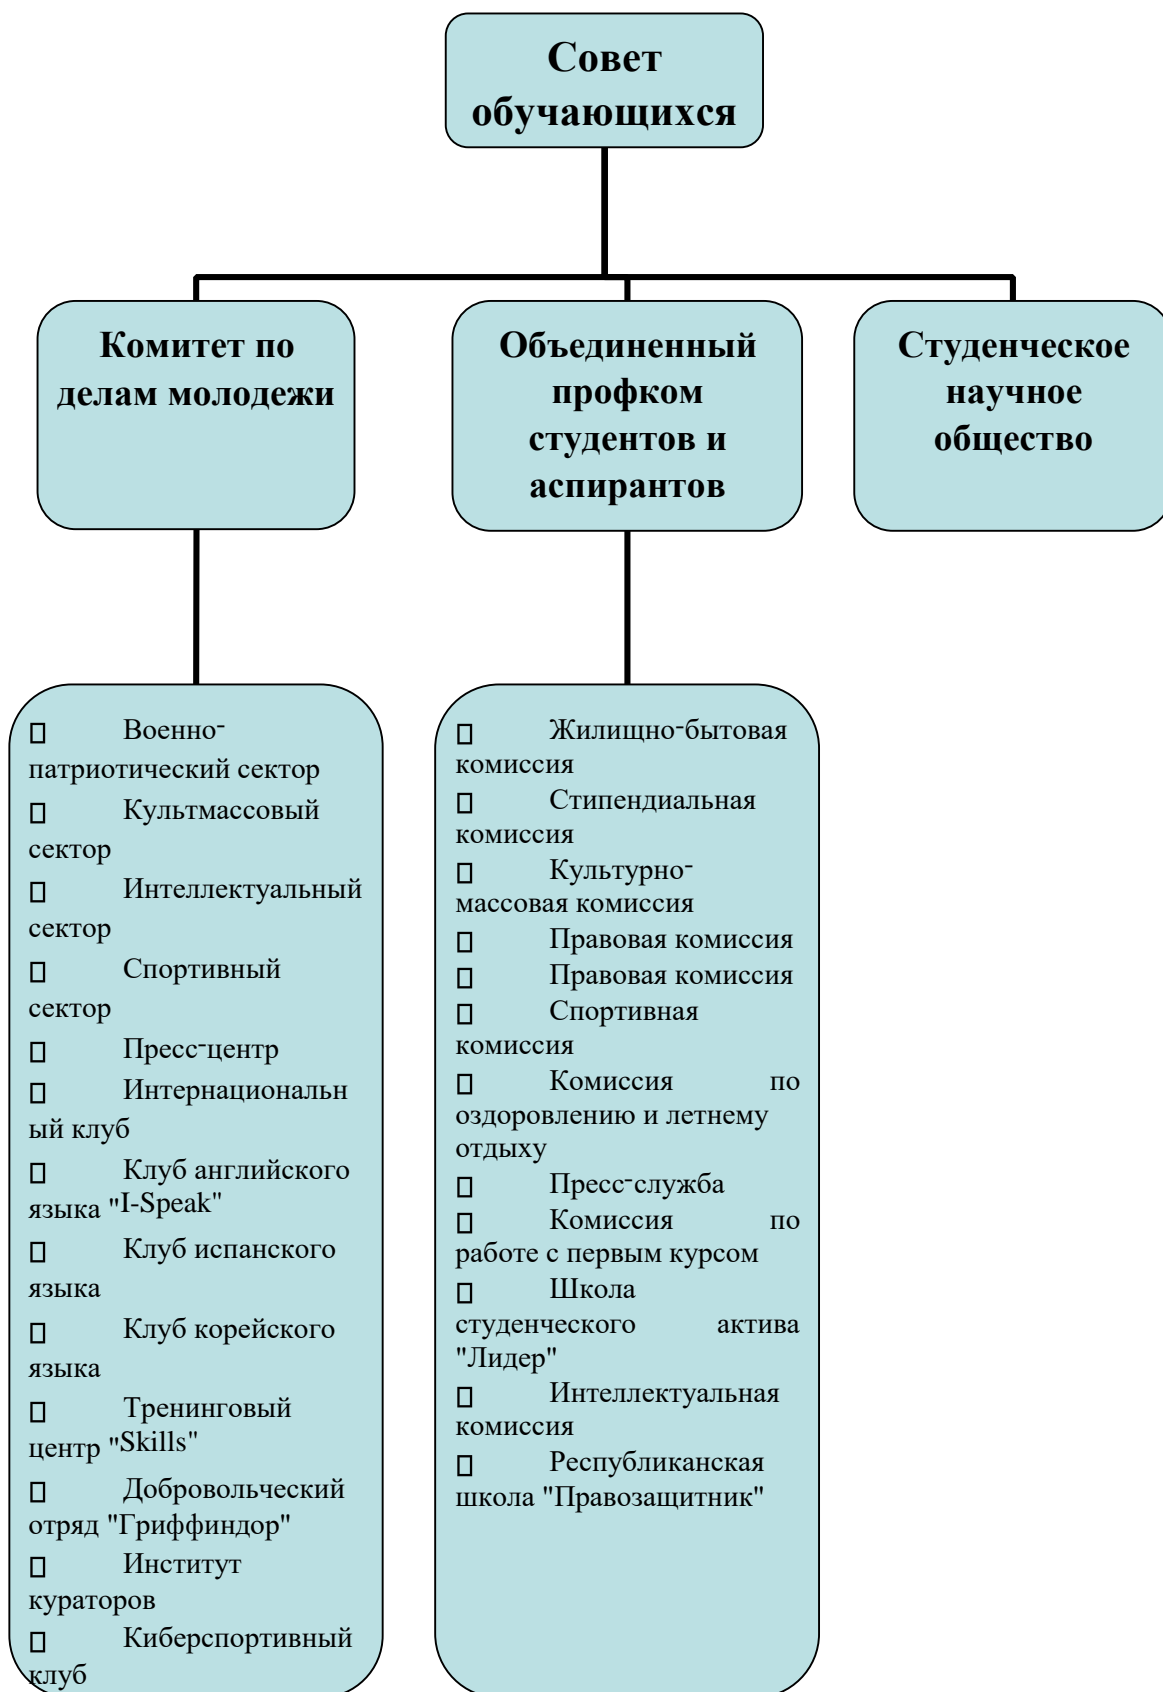 Совет
обучающихся
Комитет по
делам молодежи
Объединенный
профком
студентов и
аспирантов
Студенческое
научное
общество
Военно-
патриотический сектор
Культмассовый
сектор
Интеллектуальный
сектор
Спортивный
сектор
Пресс-центр
Интернациональн
ый клуб
Клуб английского
языка "I-Speak"
Клуб испанского
языка
Клуб корейского
языка
Тренинговый
центр "Skills"
Добровольческий
отряд "Гриффиндор"
Институт
кураторов
Киберспортивный
клуб
Жилищно-бытовая
комиссия
Стипендиальная
комиссия
Культурно-
массовая комиссия
Правовая комиссия
Правовая комиссия
Спортивная
комиссия
Комиссия по
оздоровлению и летнему
отдыху
Пресс-служба
Комиссия по
работе с первым курсом
Школа
студенческого актива
"Лидер"
Интеллектуальная
комиссия
Республиканская
школа "Правозащитник"